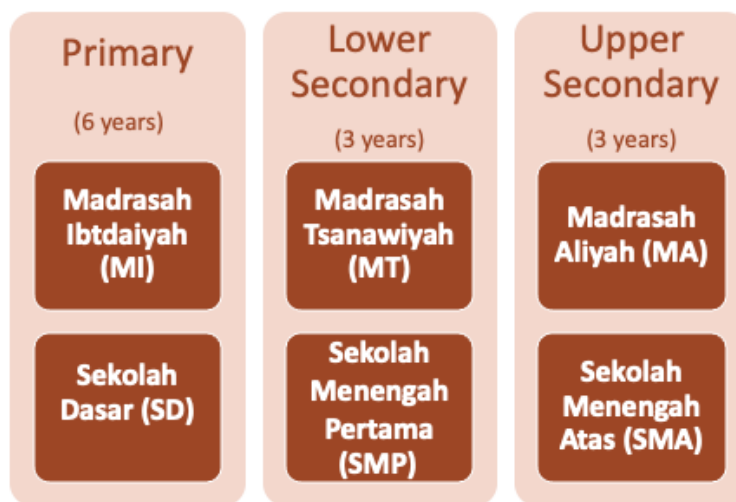 Primary
(6 years)
Madrasah
Ibtdaiyah
(MI)
Sekolah
Dasar (SD)
Lower
Secondary
(3 years)
Madrasah
Tsanawiyah
(MT)
Sekolah
Menengah
Pertama
(SMP)
Upper
Secondary
(3 years)
Madrasah
Aliyah (MA)
Sekolah
Menengah
Atas (SMA)